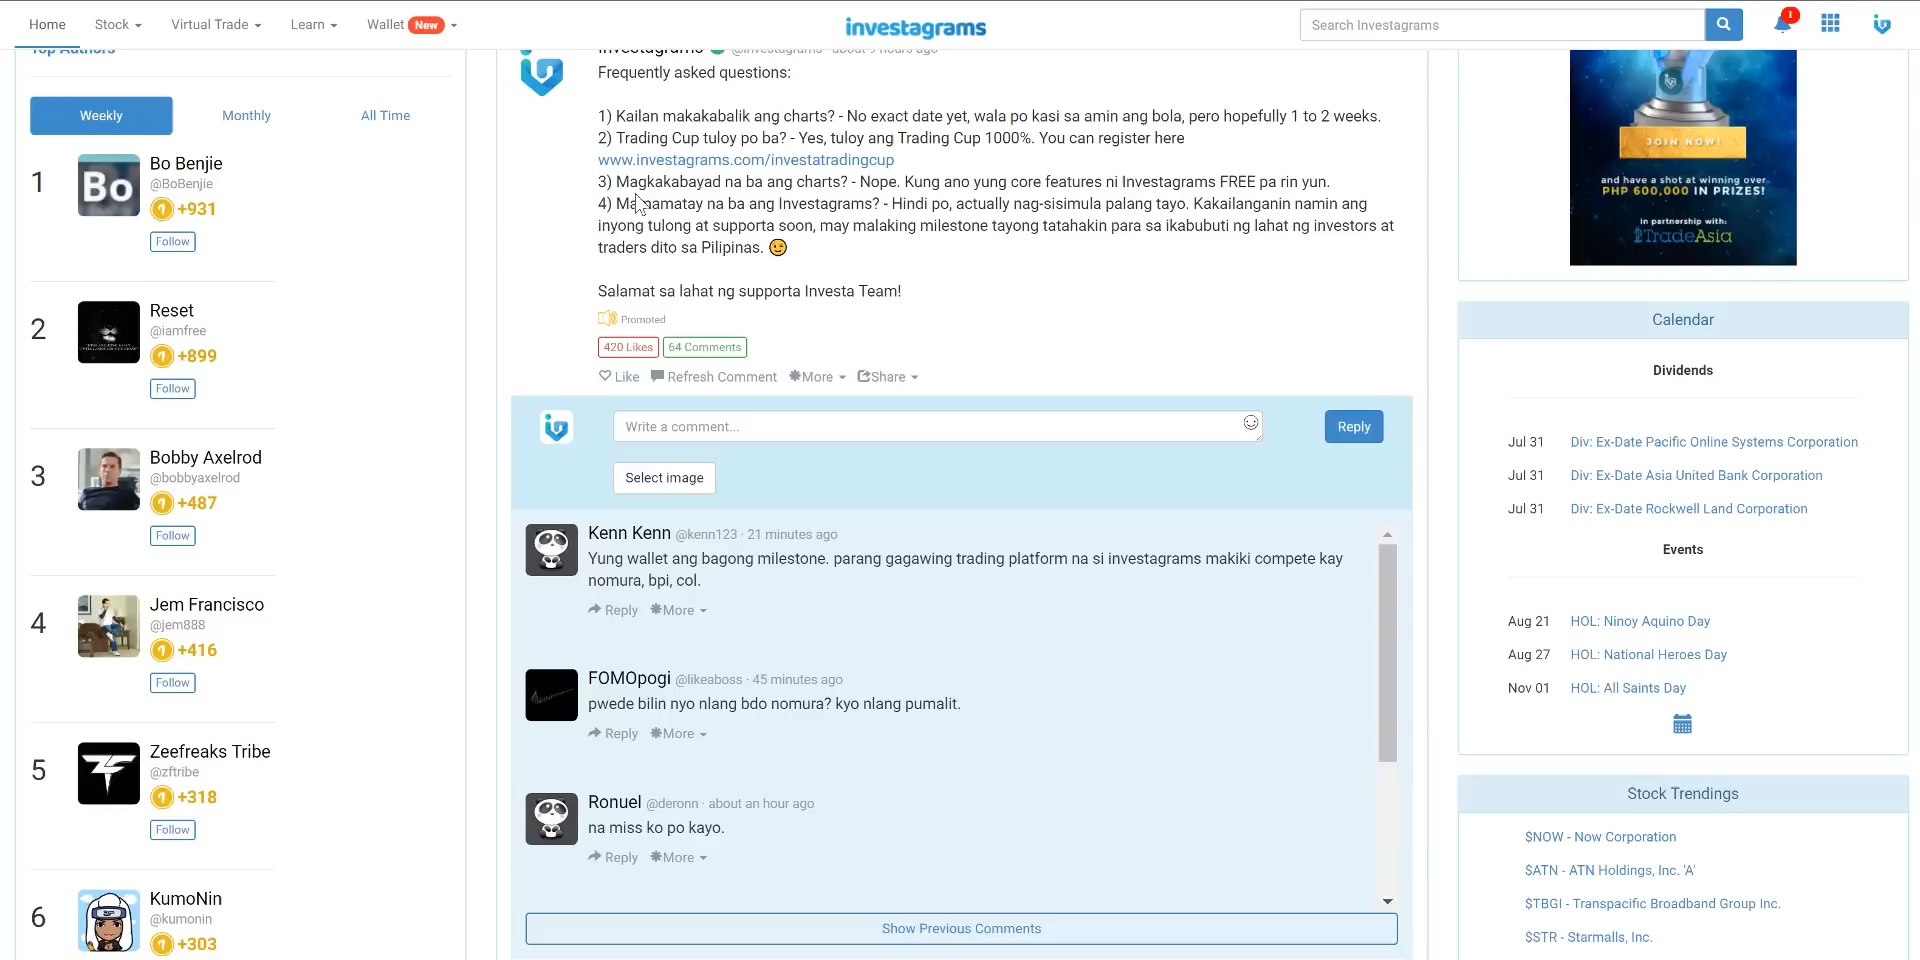 Home
Stock
Virtual Trade
Learn
Wallet New
investagrams
Search Investagrams
1
Top Authors
Weekly
Monthly
All Time
1
Bo
Bo Benjie
@BoBenjie
+931
Follow
2
Reset
@iamfree
+899
Follow
3
Bobby Axelrod
@bobbyaxelrod
+487
Follow
4
Jem Francisco
@jem888
+416
Follow
5
Zeefreaks Tribe
@zftribe
+318
Follow
6
KumoNin
@kumonin
+303
Investagrams @investagrams · about 9 hours ago
Frequently asked questions:
1) Kailan makakabalik ang charts? - No exact date yet, wala po kasi sa amin ang bola, pero hopefully 1 to 2 weeks.
2) Trading Cup tuloy po ba? - Yes, tuloy ang Trading Cup 1000%. You can register here
www.investagrams.com/investatradingcup
3) Magkakabayad na ba ang charts? - Nope. Kung ano yung core features ni Investagrams FREE pa rin yun.
4) Mamamatay na ba ang Investagrams? - Hindi po, actually nag-sisimula palang tayo. Kakailanganin namin ang
inyong tulong at supporta soon, may malaking milestone tayong tatahakin para sa ikabubuti ng lahat ng investors at
traders dito sa Pilipinas. 😉
Salamat sa lahat ng supporta Investa Team!
Promoted
420 Likes
64 Comments
Like
Refresh Comment
More
Share
Write a comment...
Reply
Select image
Kenn Kenn @kenn123 · 21 minutes ago
Yung wallet ang bagong milestone. parang gagawing trading platform na si investagrams makiki compete kay
nomura, bpi, col.
Reply
More
FOMOpogi @likeaboss · 45 minutes ago
pwede bilin nyo nlang bdo nomura? kyo nlang pumalit.
Reply
More
Ronuel @deronn · about an hour ago
na miss ko po kayo.
Reply
More
Show Previous Comments
JOIN NOW!
and have a shot at winning over
PHP 600,000 IN PRIZES!
In partnership with:
TradeAsia
Calendar
Dividends
Jul 31 Div: Ex-Date Pacific Online Systems Corporation
Jul 31 Div: Ex-Date Asia United Bank Corporation
Jul 31 Div: Ex-Date Rockwell Land Corporation
Events
Aug 21 HOL: Ninoy Aquino Day
Aug 27 HOL: National Heroes Day
Nov 01 HOL: All Saints Day
Stock Trendings
$NOW - Now Corporation
$ATN - ATN Holdings, Inc. 'A'
$TBGI - Transpacific Broadband Group Inc.
$STR - Starmalls, Inc.